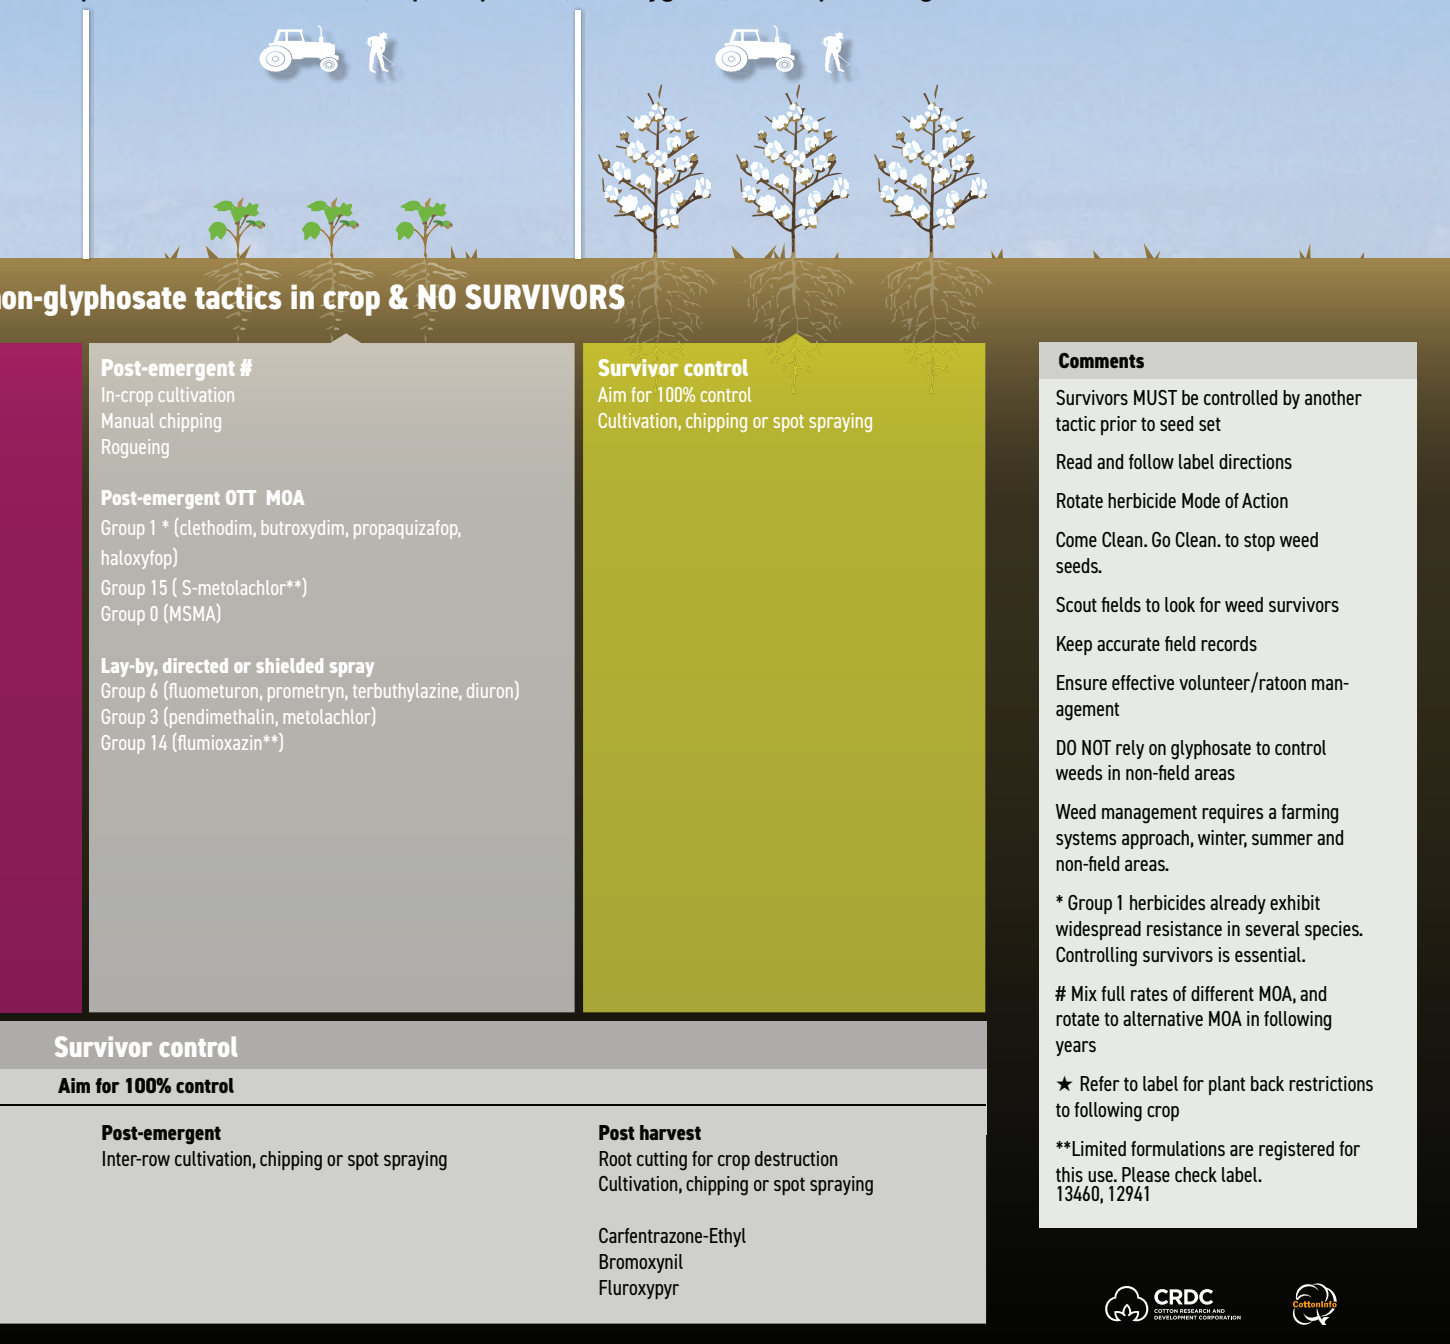 non-glyphosate tactics in crop & NO SURVIVORS
Post-emergent #
In-crop cultivation
Manual chipping
Rogueing
Post-emergent OTT MOA
Group 1 * (clethodim, butroxydim, propaquizafop,
haloxyfop)
Group 15 ( S-metolachlor**)
Group 0 (MSMA)
Lay-by, directed or shielded spray
Group 6 (fluometuron, prometryn, terbuthylazine, diuron)
Group 3 (pendimethalin, metolachlor)
Group 14 (flumioxazin**)
Survivor control
Aim for 100% control
Cultivation, chipping or spot spraying
Survivor control
Aim for 100% control
Post-emergent
Inter-row cultivation, chipping or spot spraying
Post harvest
Root cutting for crop destruction
Cultivation, chipping or spot spraying
Carfentrazone-Ethyl
Bromoxynil
Fluroxypyr
Comments
Survivors MUST be controlled by another
tactic prior to seed set
Read and follow label directions
Rotate herbicide Mode of Action
Come Clean. Go Clean. to stop weed
seeds.
Scout fields to look for weed survivors
Keep accurate field records
Ensure effective volunteer/ratoon man-
agement
DO NOT rely on glyphosate to control
weeds in non-field areas
Weed management requires a farming
systems approach, winter, summer and
non-field areas.
* Group 1 herbicides already exhibit
widespread resistance in several species.
Controlling survivors is essential.
# Mix full rates of different MOA, and
rotate to alternative MOA in following
years
★ Refer to label for plant back restrictions
to following crop
**Limited formulations are registered for
this use. Please check label.
13460, 12941
CRDC
COTTON RESEARCH AND
DEVELOPMENT CORPORATION
CottonInfo